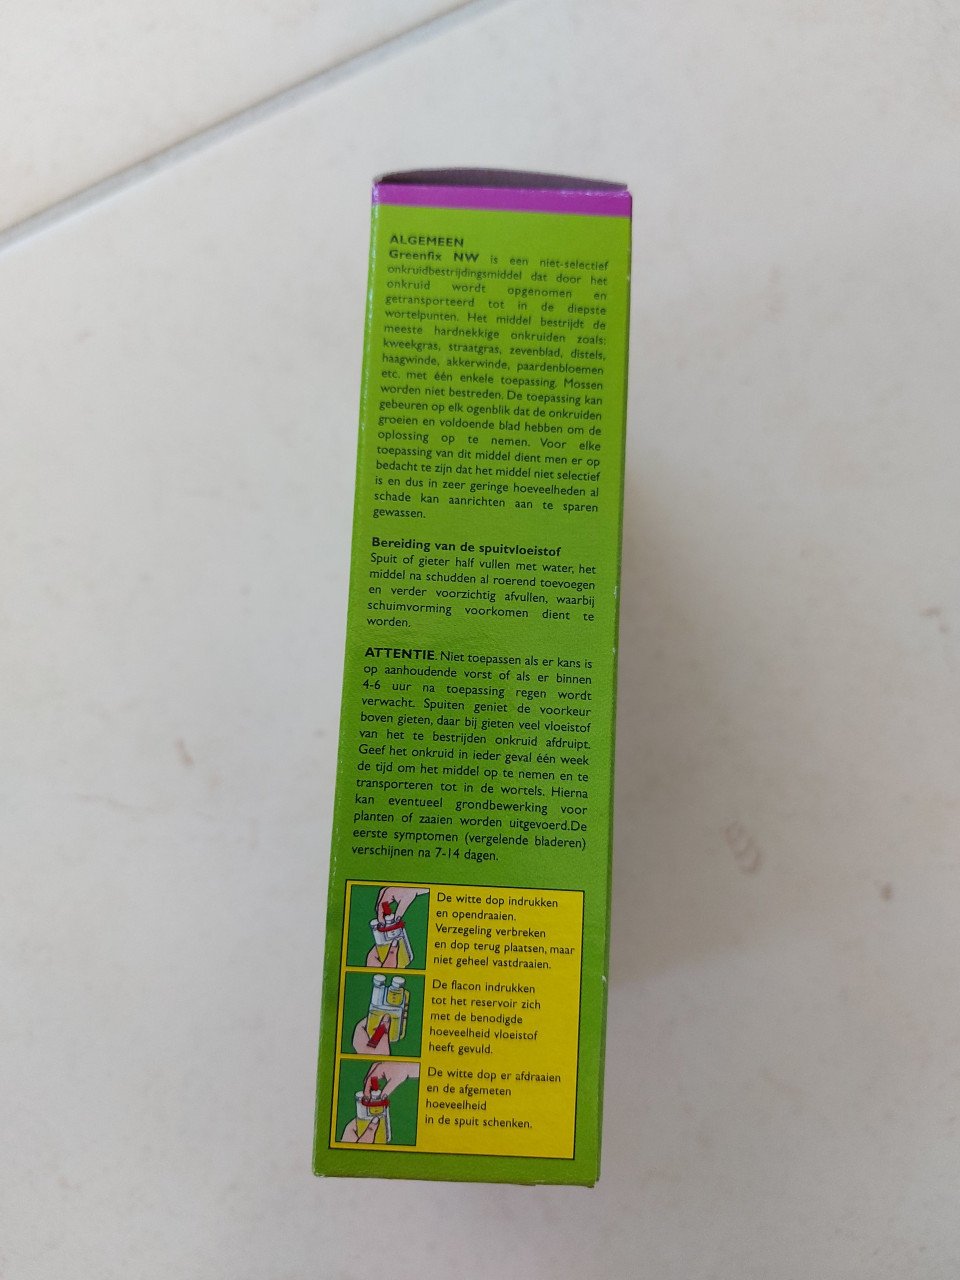 ALGEMEEN
Greenfix NW is een niet-selectief
onkruidbestrijdingsmiddel dat door het
onkruid wordt opgenomen en
getransporteerd tot in de diepste
wortelpunten. Het middel bestrijdt de
meeste hardnekkige onkruiden zoals:
kweekgras, straatgras, zevenblad, distels,
haagwinde, akkerwinde, paardenbloemen
etc. met één enkele toepassing. Mossen
worden niet bestreden. De toepassing kan
gebeuren op elk ogenblik dat de onkruiden
groeien en voldoende blad hebben om de
oplossing op te nemen. Voor elke
toepassing van dit middel dient men er op
bedacht te zijn dat het middel niet selectief
is en dus in zeer geringe hoeveelheden al
schade kan aanrichten aan te sparen
gewassen.
Bereiding van de spuitvloeistof
Spuit of gieter half vullen met water, het
middel na schudden al roerend toevoegen
en verder voorzichtig afvullen, waarbij
schuimvorming voorkomen dient te
worden.
ATTENTIE. Niet toepassen als er kans is
op aanhoudende vorst of als er binnen
4-6 uur na toepassing regen wordt
verwacht. Spuiten geniet de voorkeur
boven gieten, daar bij gieten veel vloeistof
van het te bestrijden onkruid afdruipt.
Geef het onkruid in ieder geval één week
de tijd om het middel op te nemen en te
transporteren tot in de wortels. Hierna
kan eventueel grondbewerking voor
planten of zaaien worden uitgevoerd.De
eerste symptomen (vergelende bladeren)
verschijnen na 7-14 dagen.
De witte dop indrukken
en opendraaien.
Verzegeling verbreken
en dop terug plaatsen, maar
niet geheel vastdraaien.
De flacon indrukken
tot het reservoir zich
met de benodigde
hoeveelheid vloeistof
heeft gevuld.
De witte dop er afdraaien
en de afgemeten
hoeveelheid
in de spuit schenken.